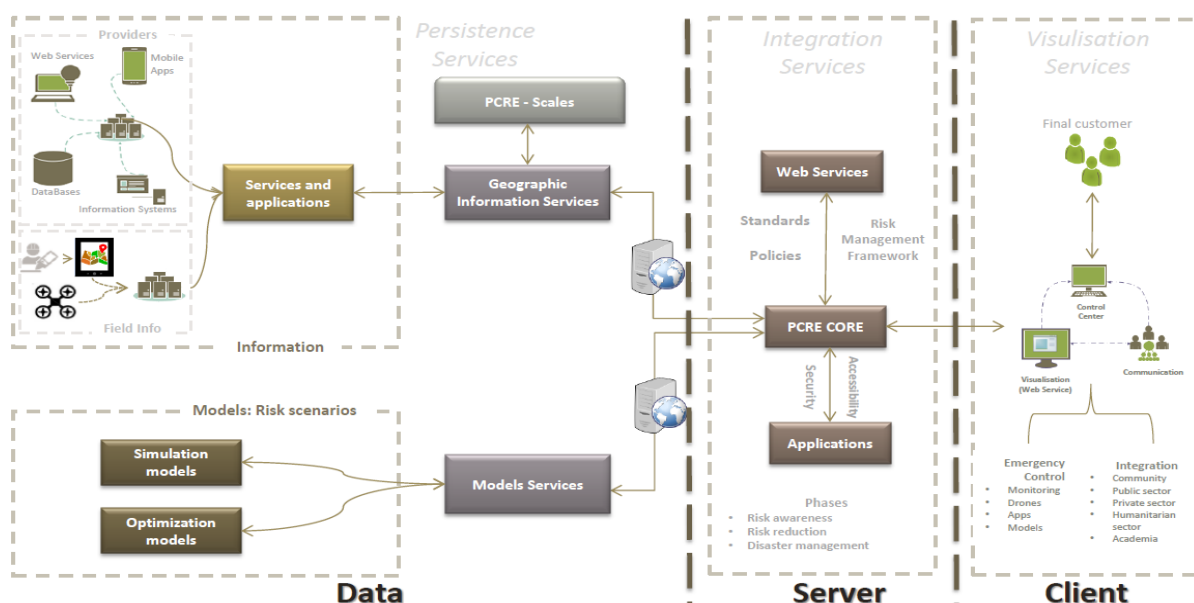 Providers
Web Services
Mobile
Apps
DataBases
Information Systems
Field Info
Information
Services and
applications
Persistence
Services
PCRE - Scales
Geographic
Information Services
Models: Risk scenarios
Simulation
models
Optimization
models
Models Services
Data
Integration
Services
Web Services
Standards
Policies
Risk
Management
Framework
PCRE CORE
Security
Accessibility
Applications
Phases
• Risk awareness
• Risk reduction
• Disaster management
Server
Visulisation
Services
Final customer
Control
Center
Visualisation
(Web Service)
Communication
Emergency
Control
• Monitoring
• Drones
• Apps
• Models
Integration
• Community
• Public sector
• Private sector
• Humanitarian
sector
• Academia
Client